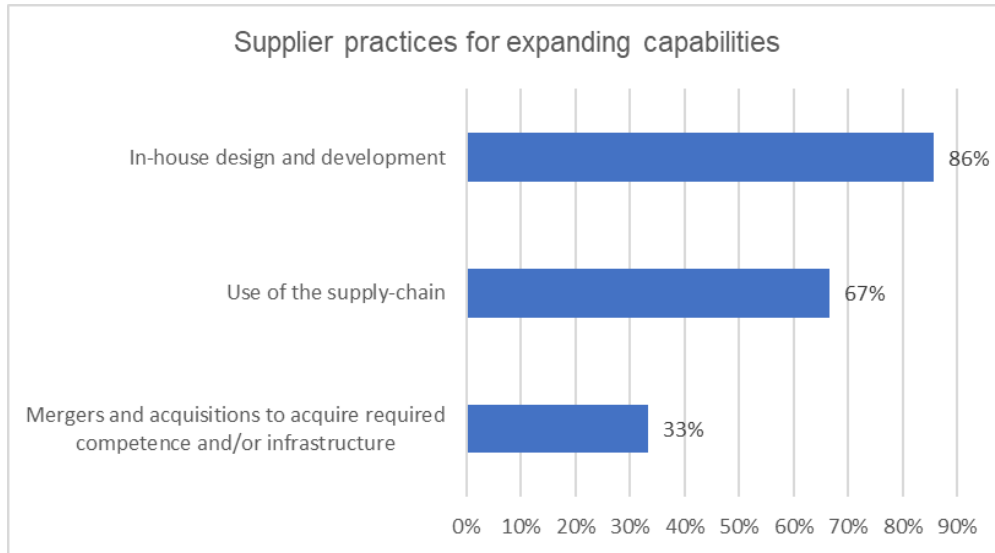 Supplier practices for expanding capabilities
In-house design and development
86%
Use of the supply-chain
67%
Mergers and acquisitions to acquire required
competence and/or infrastructure
33%
0% 10% 20% 30% 40% 50% 60% 70% 80% 90%